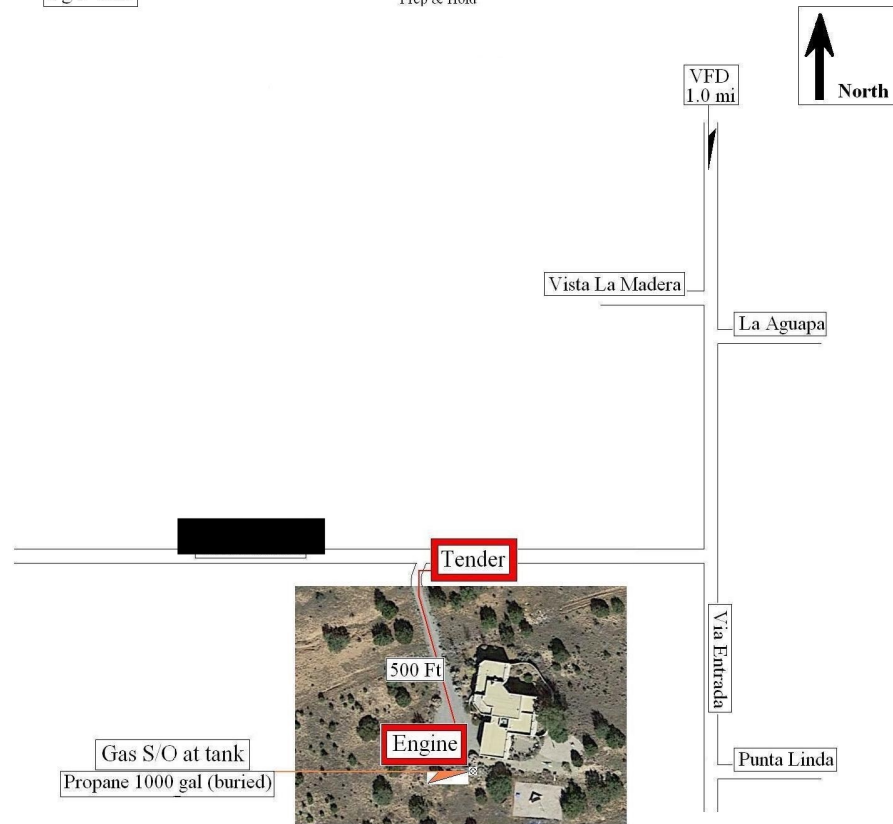 Prep & Hold
VFD
1.0 mi
North
Vista La Madera
La Aguapa
Tender
500 Ft
Via Entrada
Engine
Gas S/O at tank
Propane 1000 gal (buried)
Punta Linda